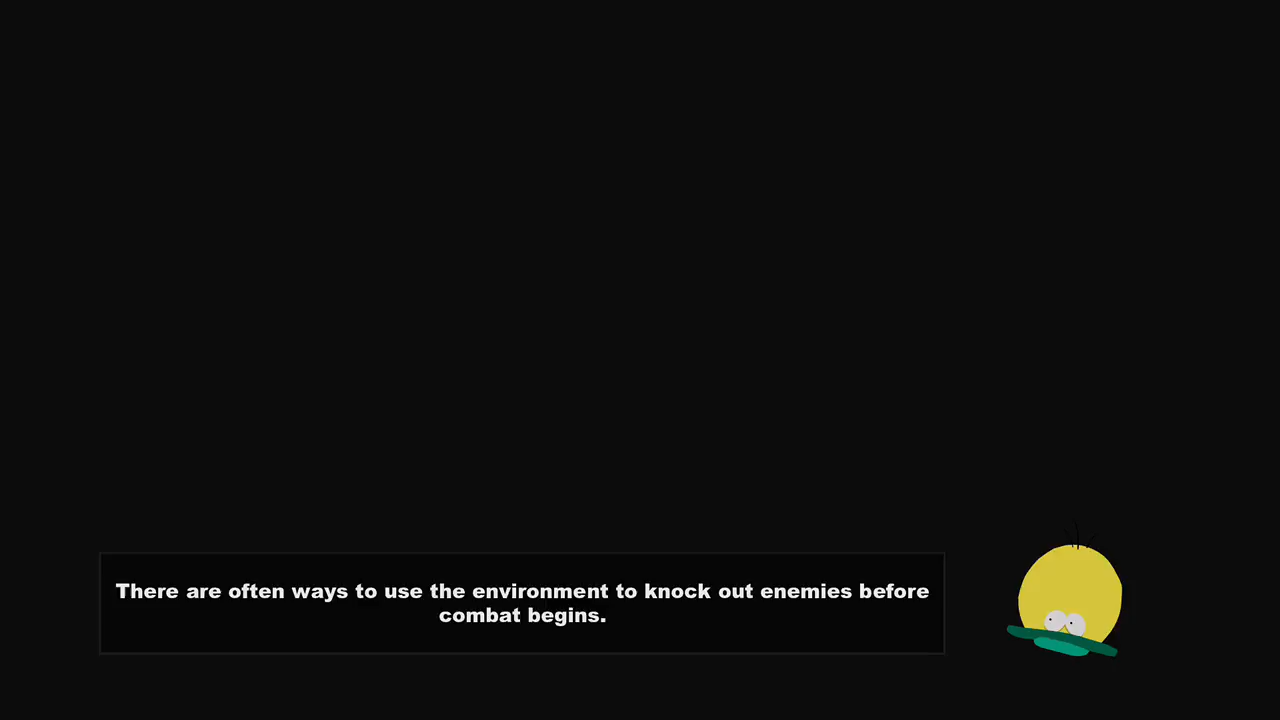 There are often ways to use the environment to knock out enemies before
combat begins.